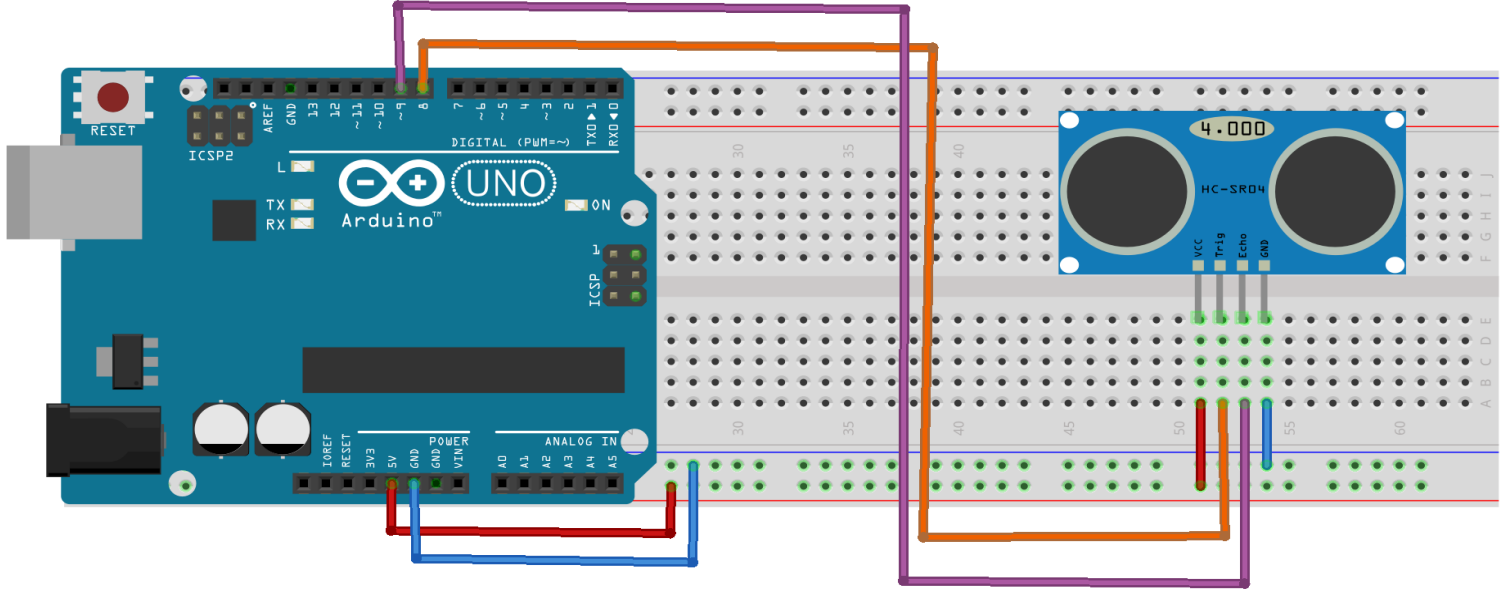 RESET
ICSP2
AREF
GND
13
12
~11
~10
~9
8
7
~6
~5
4
~3
2
TX0▶1
RX0◀0
DIGITAL (PWM=~)
L
TX
RX
Arduino™
UNO
ON
1
ICSP
POWER
ANALOG IN
IOREF
RESET
3V3
5V
GND
GND
VIN
A0
A1
A2
A3
A4
A5
30
35
40
J
I
H
G
F
E
D
C
B
A
30
35
40
45
50
55
60
4.000
HC-SR04
VCC
Trig
Echo
GND